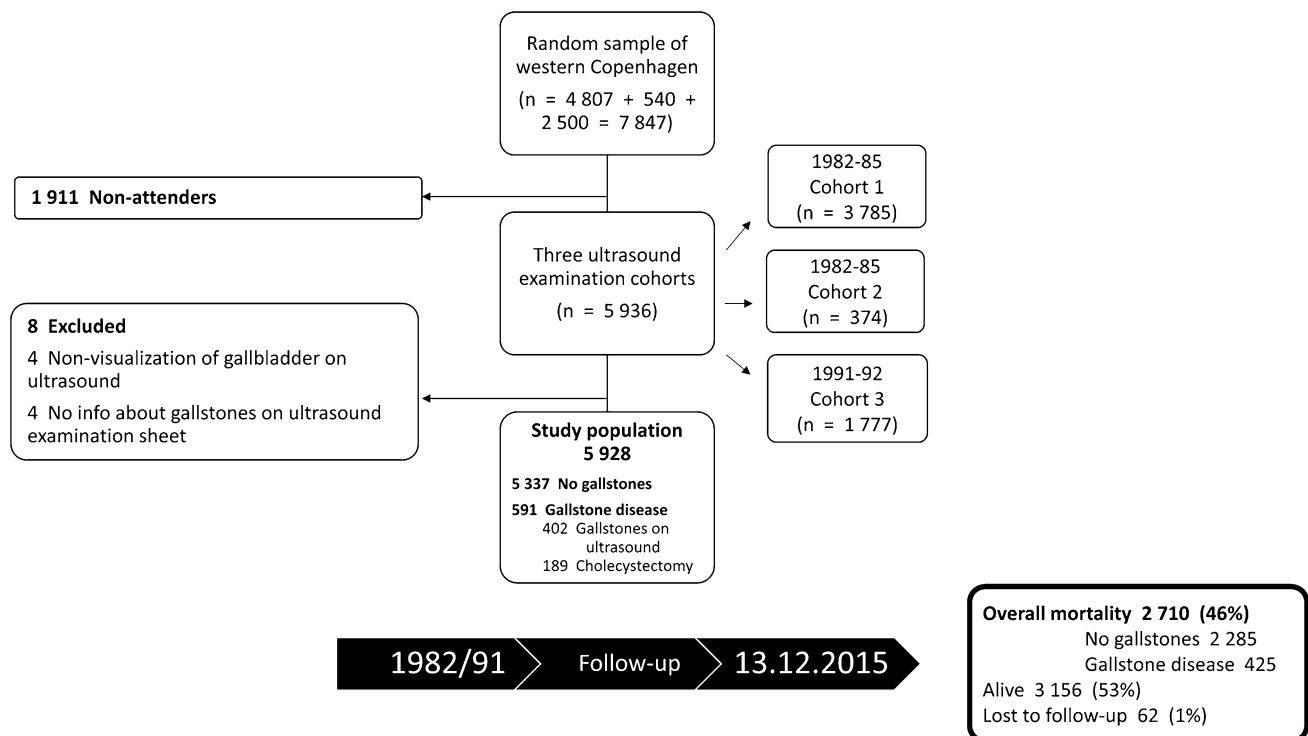 Random sample of
western Copenhagen
(n = 4 807 + 540 +
2 500 = 7 847)
1 911 Non-attenders
Three ultrasound
examination cohorts
(n = 5 936)
1982-85
Cohort 1
(n = 3 785)
1982-85
Cohort 2
(n = 374)
1991-92
Cohort 3
(n = 1 777)
8 Excluded
4 Non-visualization of gallbladder on
ultrasound
4 No info about gallstones on ultrasound
examination sheet
Study population
5 928
5 337 No gallstones
591 Gallstone disease
402 Gallstones on
ultrasound
189 Cholecystectomy
1982/91
Follow-up
13.12.2015
Overall mortality 2 710 (46%)
No gallstones 2 285
Gallstone disease 425
Alive 3 156 (53%)
Lost to follow-up 62 (1%)